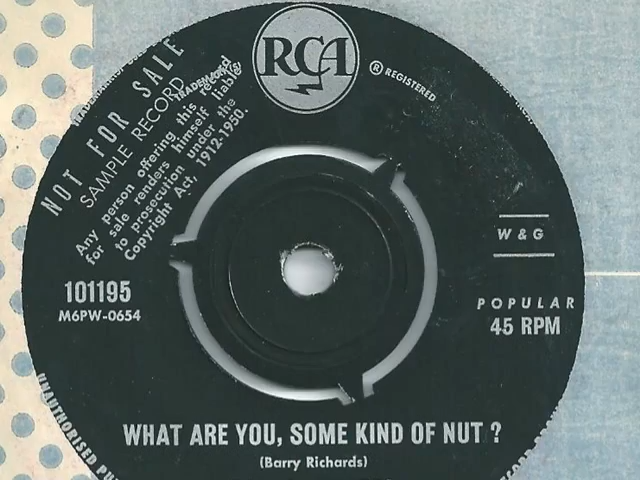 RCA
® REGISTERED
TRADEMARK(S)
NOT FOR SALE
SAMPLE RECORD
Any person offering this record
for sale renders himself liable
to prosecution under the
Copyright Act, 1912-1950.
W & G
101195
M6PW-0654
POPULAR
45 RPM
WHAT ARE YOU, SOME KIND OF NUT ?
(Barry Richards)
UNAUTHORISED